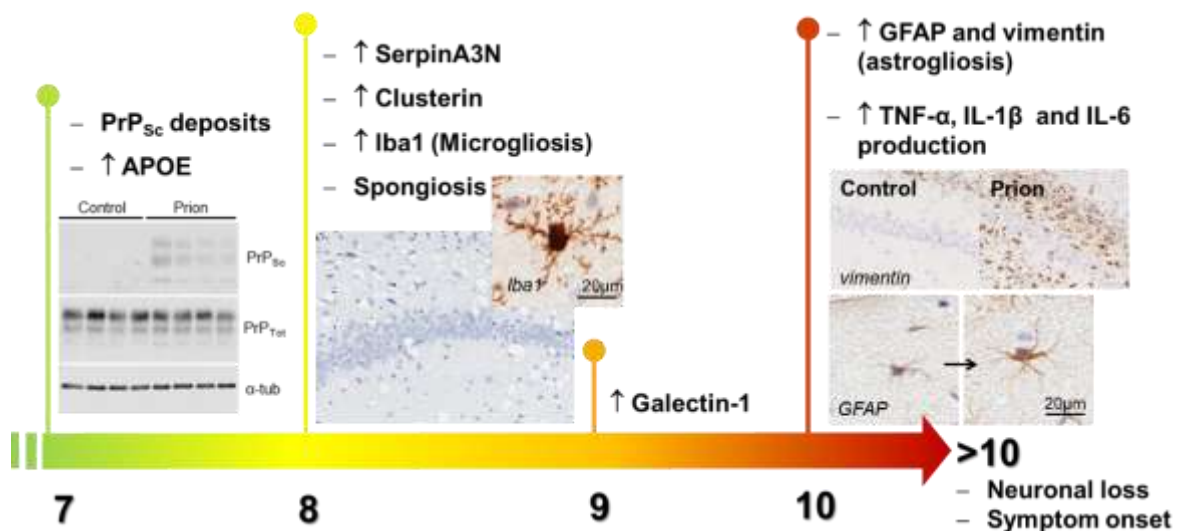 – PrPSc deposits
– ↑ APOE
Control Prion
PrPSc
PrPTot
α-tub
– ↑ SerpinA3N
– ↑ Clusterin
– ↑ Iba1 (Microgliosis)
– Spongiosis
Iba1
20μm
↑ Galectin-1
– ↑ GFAP and vimentin
(astrogliosis)
– ↑ TNF-α, IL-1β and IL-6
production
Control Prion
vimentin
GFAP
20μm
7 8 9 10 >10
– Neuronal loss
– Symptom onset